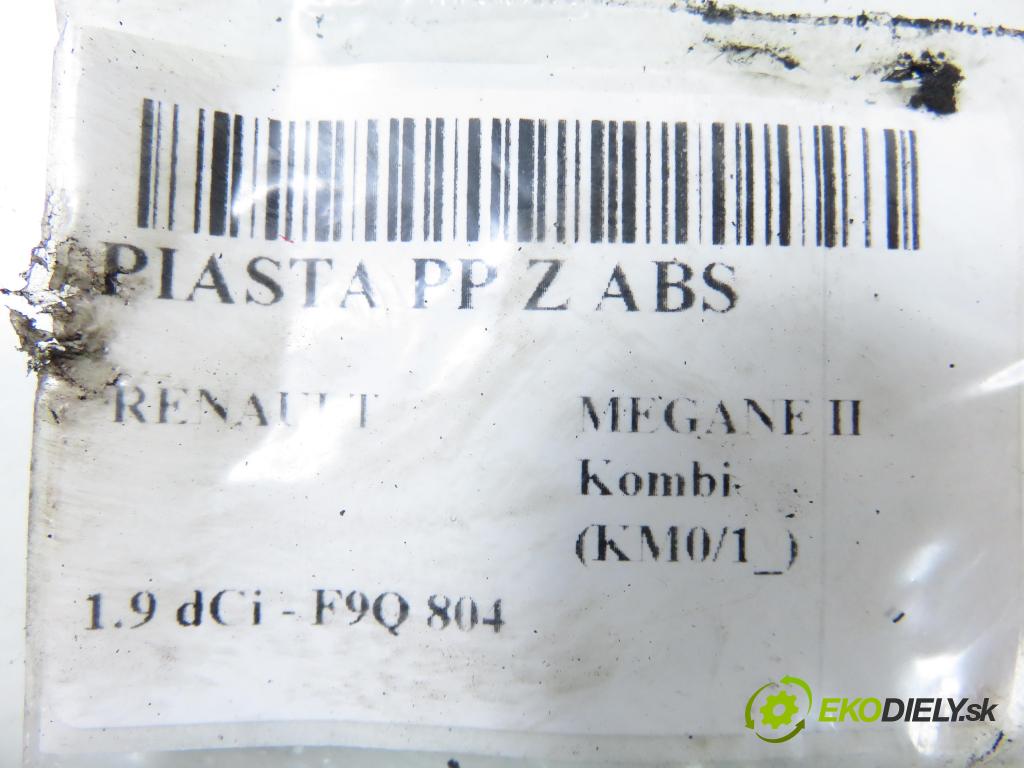 PIASTA PP Z ABS
RENAULT
MEGANE II
Kombi
(KM0/1_)
1.9 dCi - F9Q 804
EKODIELY.sk